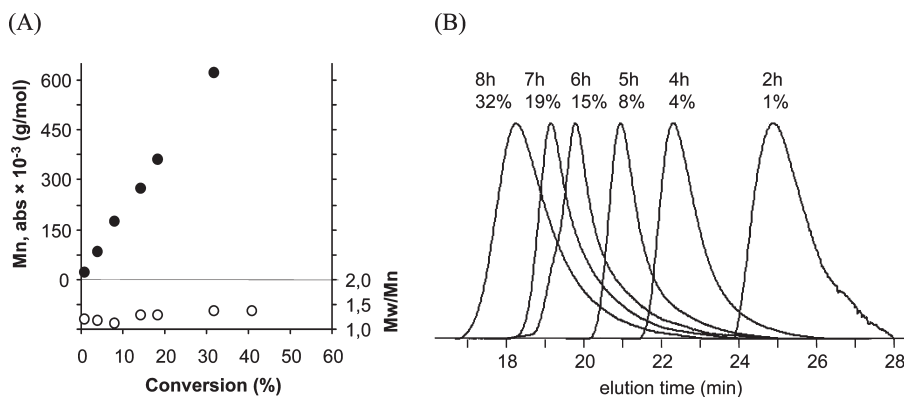 (A)
(B)
600
450
300
150
0
2,0
1,5
1,0
0 10 20 30 40 50 60
Mn, abs × 10⁻³ (g/mol)
Mw/Mn
Conversion (%)
8h 7h 6h 5h 4h 2h
32% 19% 15% 8% 4% 1%
18 20 22 24 26 28
elution time (min)